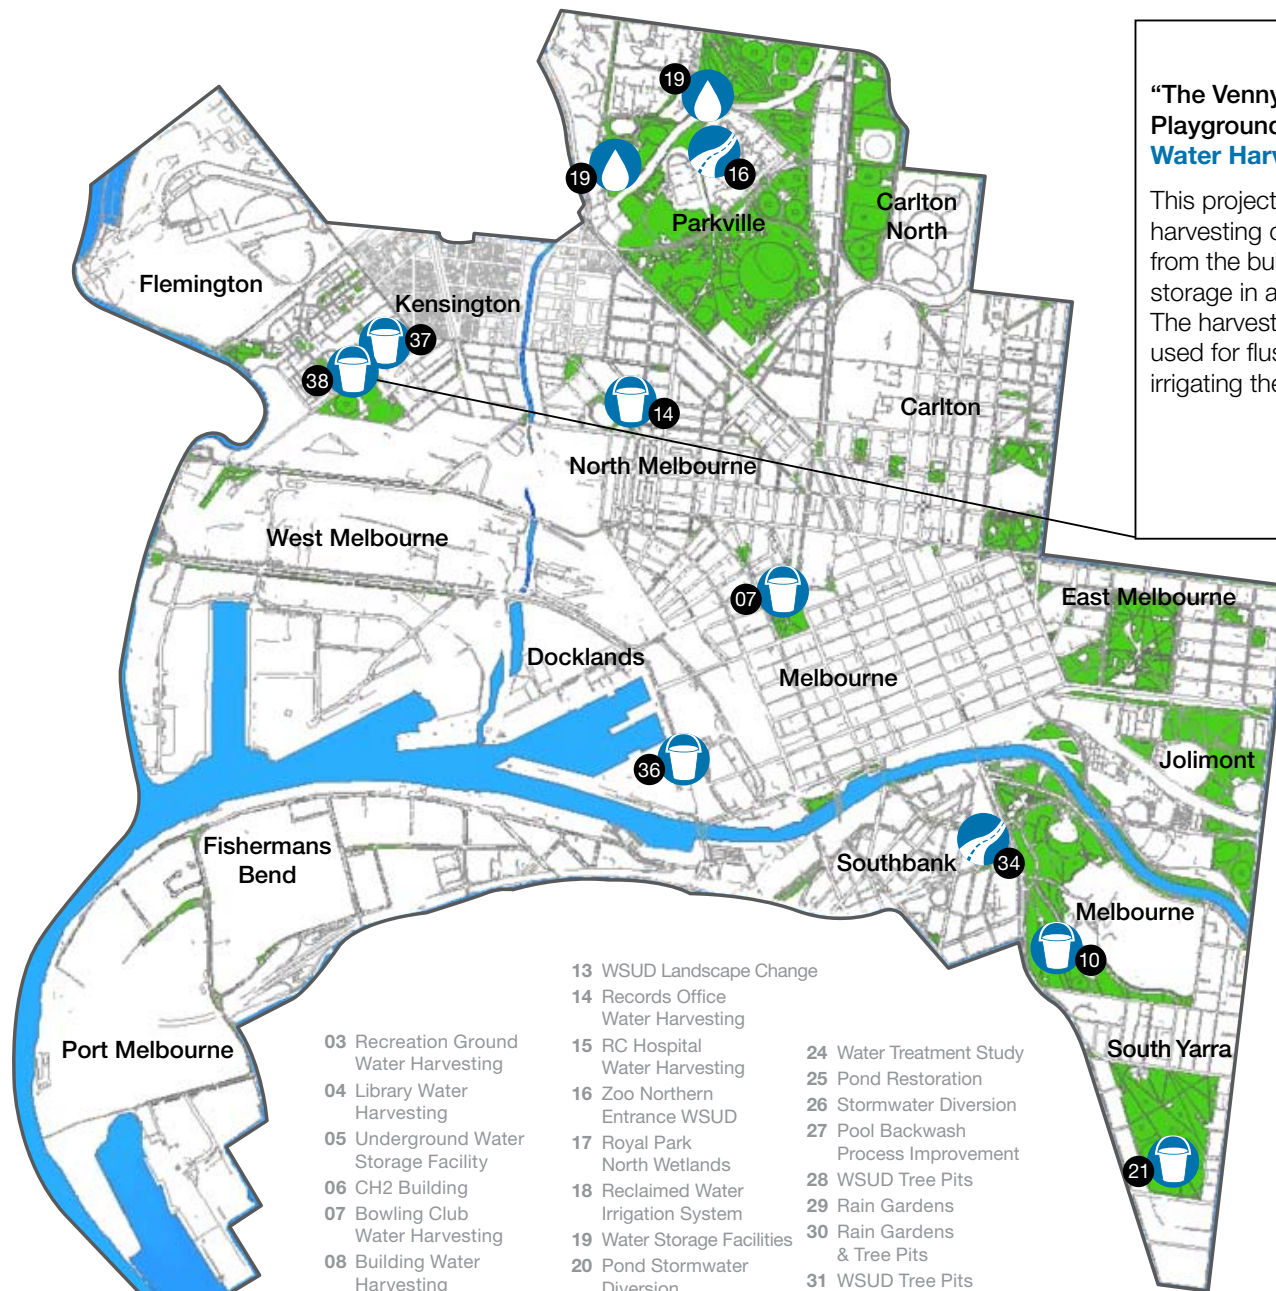 19
19
16
Parkville
Carlton
North
Flemington
Kensington
37
38
14
Carlton
North Melbourne
West Melbourne
07
East Melbourne
Docklands
Melbourne
36
Jolimont
Fishermans
Bend
Southbank
34
Melbourne
10
Port Melbourne
South Yarra
21
“The Venny
Playground
Water Harv
This project
harvesting o
from the bui
storage in a
The harvest
used for flus
irrigating the
03 Recreation Ground
Water Harvesting
04 Library Water
Harvesting
05 Underground Water
Storage Facility
06 CH2 Building
07 Bowling Club
Water Harvesting
08 Building Water
Harvesting
13 WSUD Landscape Change
14 Records Office
Water Harvesting
15 RC Hospital
Water Harvesting
16 Zoo Northern
Entrance WSUD
17 Royal Park
North Wetlands
18 Reclaimed Water
Irrigation System
19 Water Storage Facilities
20 Pond Stormwater
Diversion
24 Water Treatment Study
25 Pond Restoration
26 Stormwater Diversion
27 Pool Backwash
Process Improvement
28 WSUD Tree Pits
29 Rain Gardens
30 Rain Gardens
& Tree Pits
31 WSUD Tree Pits